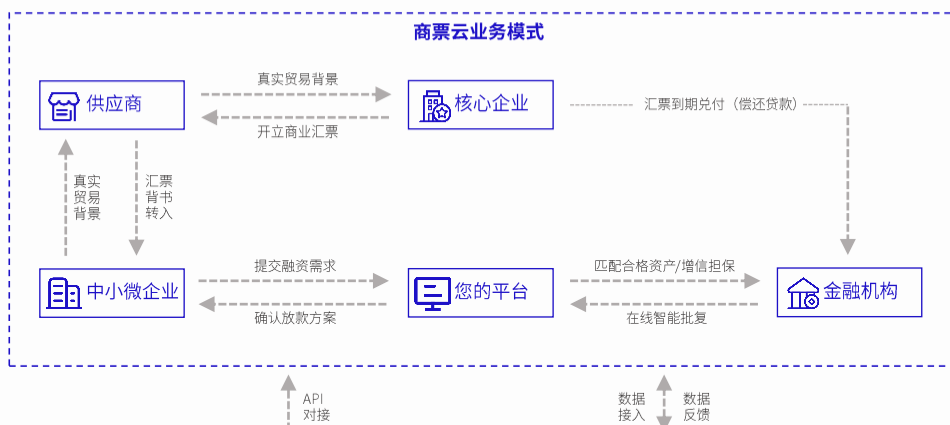 商票云业务模式
供应商
真实贸易背景
开立商业汇票
核心企业
汇票到期兑付（偿还贷款）
真实
贸易
背景
汇票
背书
转入
中小微企业
提交融资需求
确认放款方案
您的平台
匹配合格资产/增信担保
在线智能批复
金融机构
API
对接
数据
接入
数据
反馈